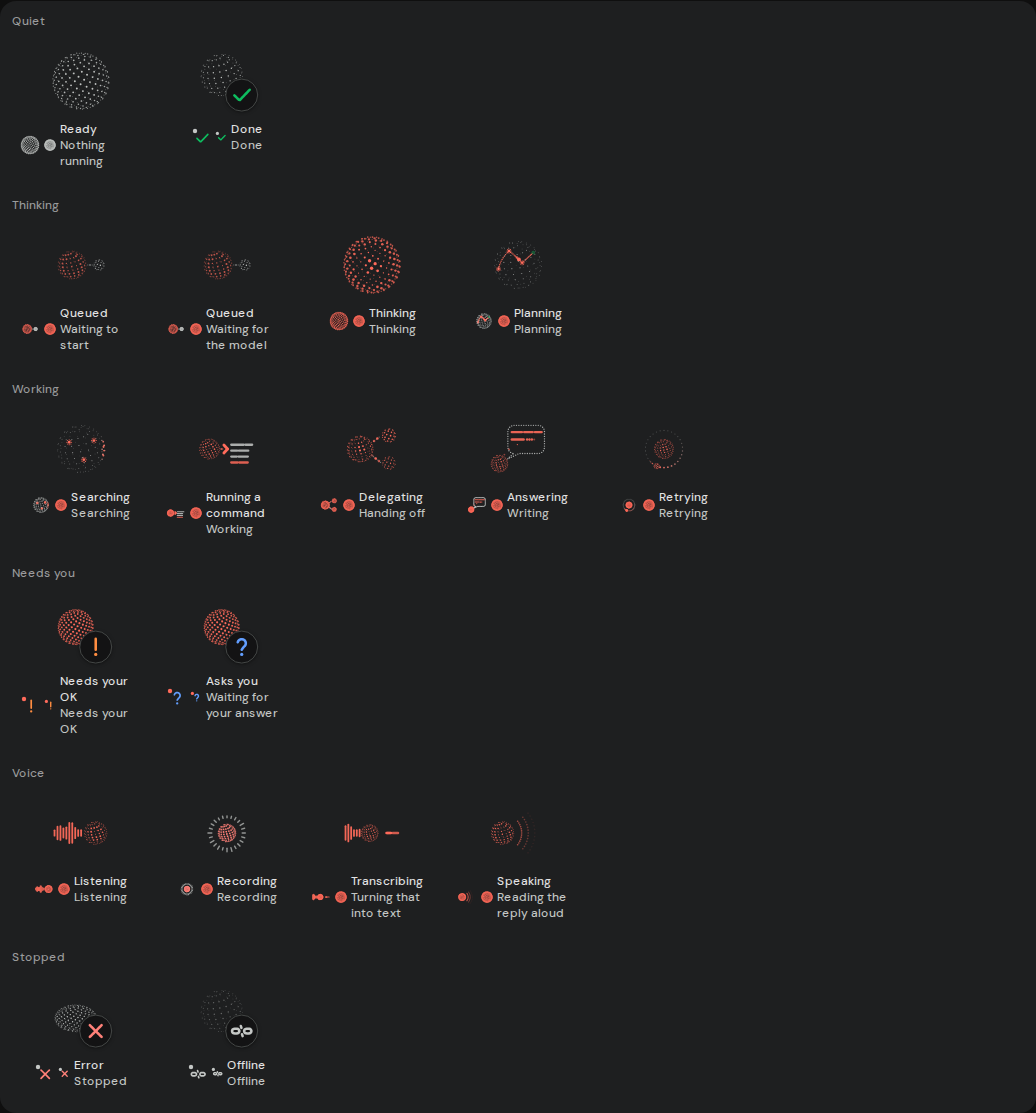 Quiet
Ready
Nothing
running
Done
Done
Thinking
Queued
Waiting to
start
Queued
Waiting for
the model
Thinking
Thinking
Planning
Planning
Working
Searching
Searching
Running a
command
Working
Delegating
Handing off
Answering
Writing
Retrying
Retrying
Needs you
Needs your
OK
Needs your
OK
Asks you
Waiting for
your answer
Voice
Listening
Listening
Recording
Recording
Transcribing
Turning that
into text
Speaking
Reading the
reply aloud
Stopped
Error
Stopped
Offline
Offline